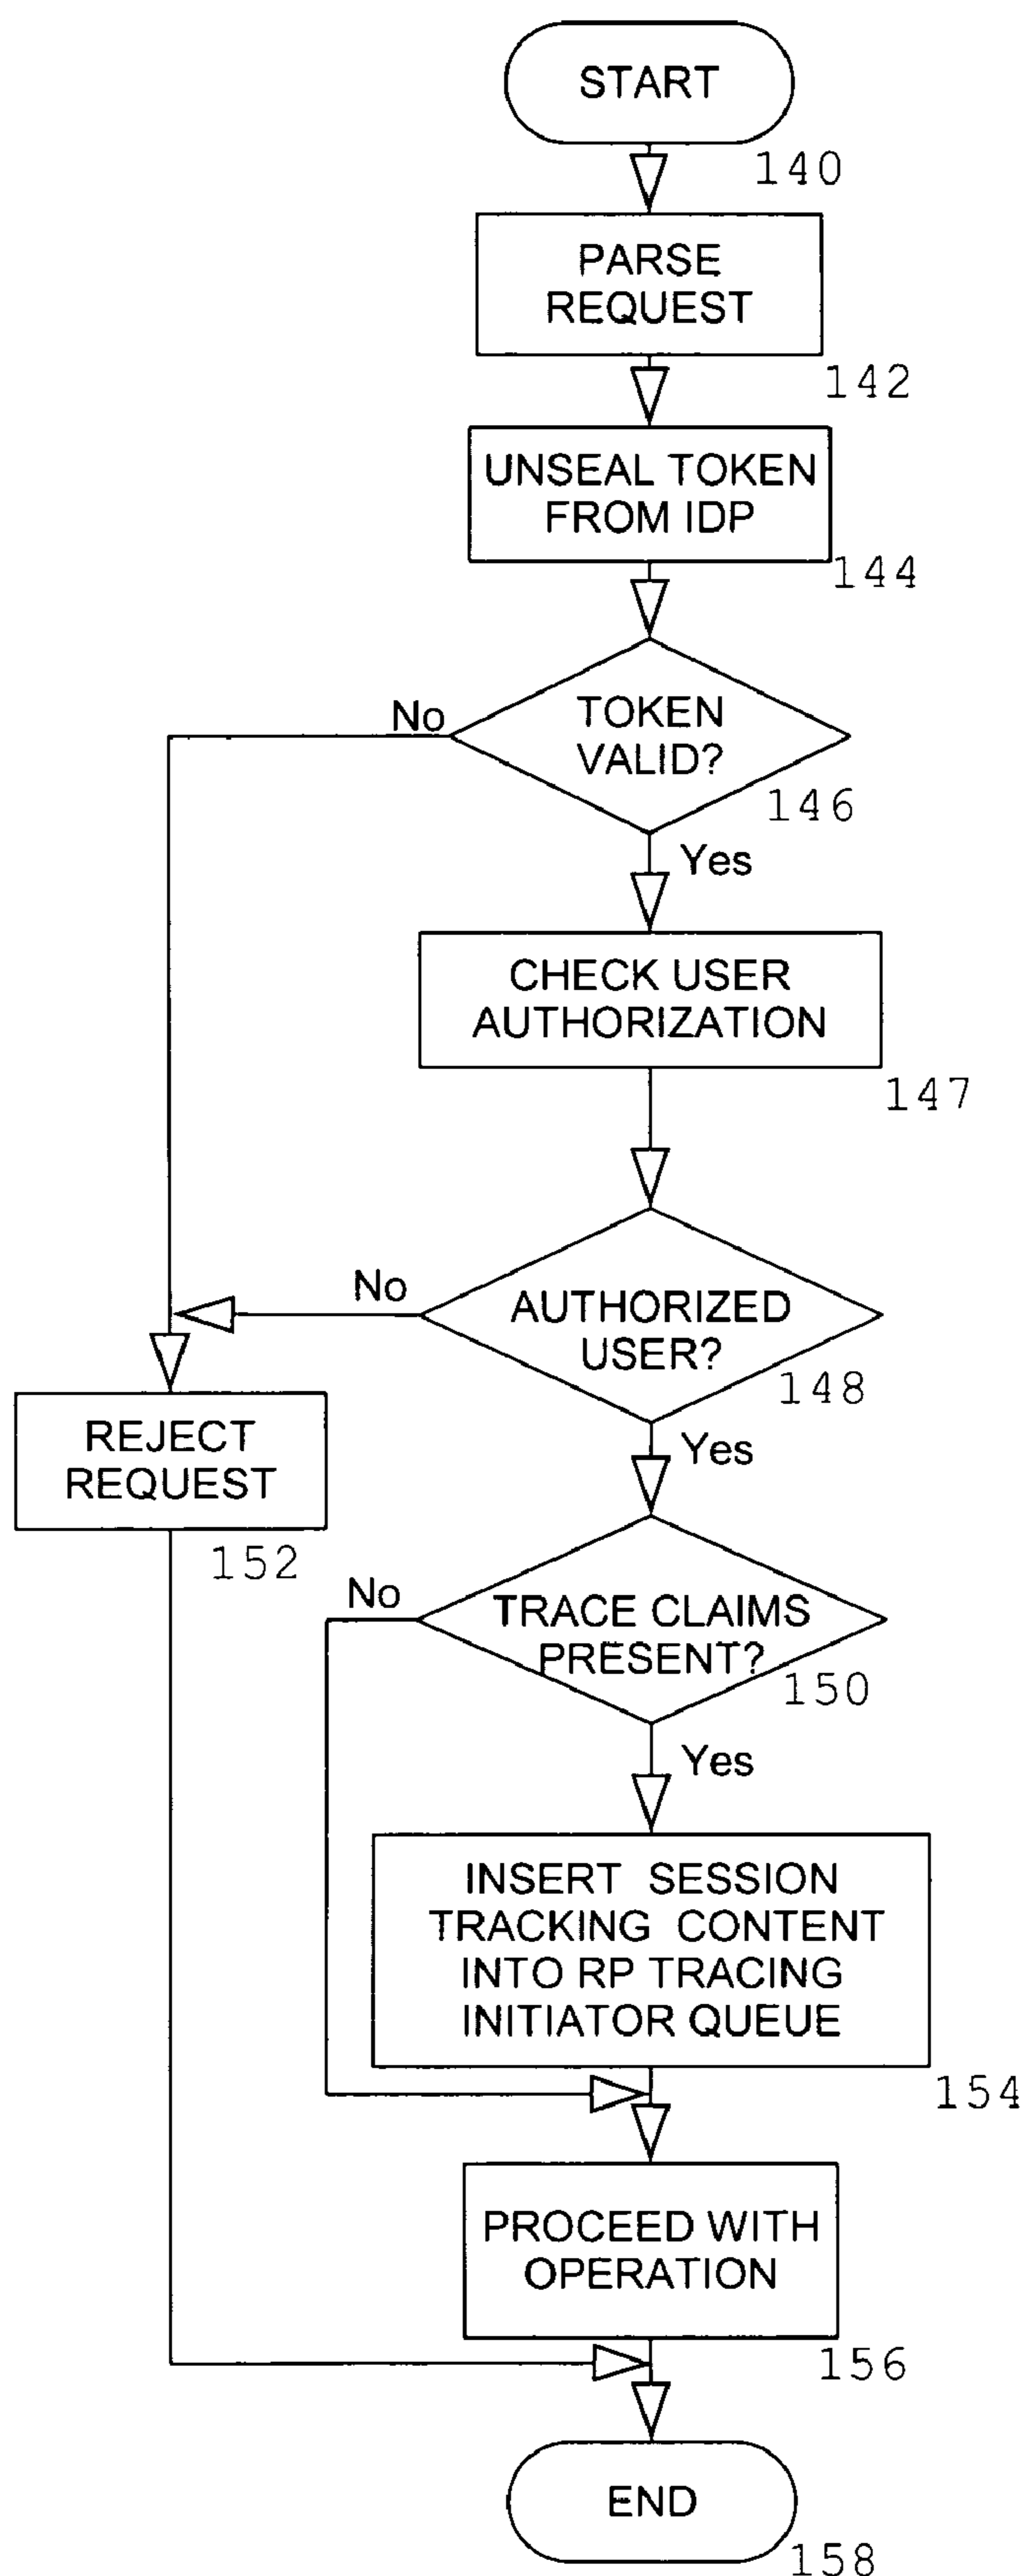 START
140
PARSE
REQUEST
142
UNSEAL TOKEN
FROM IDP
144
No
TOKEN
VALID?
146
Yes
CHECK USER
AUTHORIZATION
147
No
AUTHORIZED
USER?
148
Yes
REJECT
REQUEST
152
No
TRACE CLAIMS
PRESENT?
150
Yes
INSERT SESSION
TRACKING CONTENT
INTO RP TRACING
INITIATOR QUEUE
154
PROCEED WITH
OPERATION
156
END
158